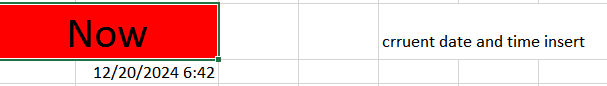 Now
crruent date and time insert
12/20/2024 6:42